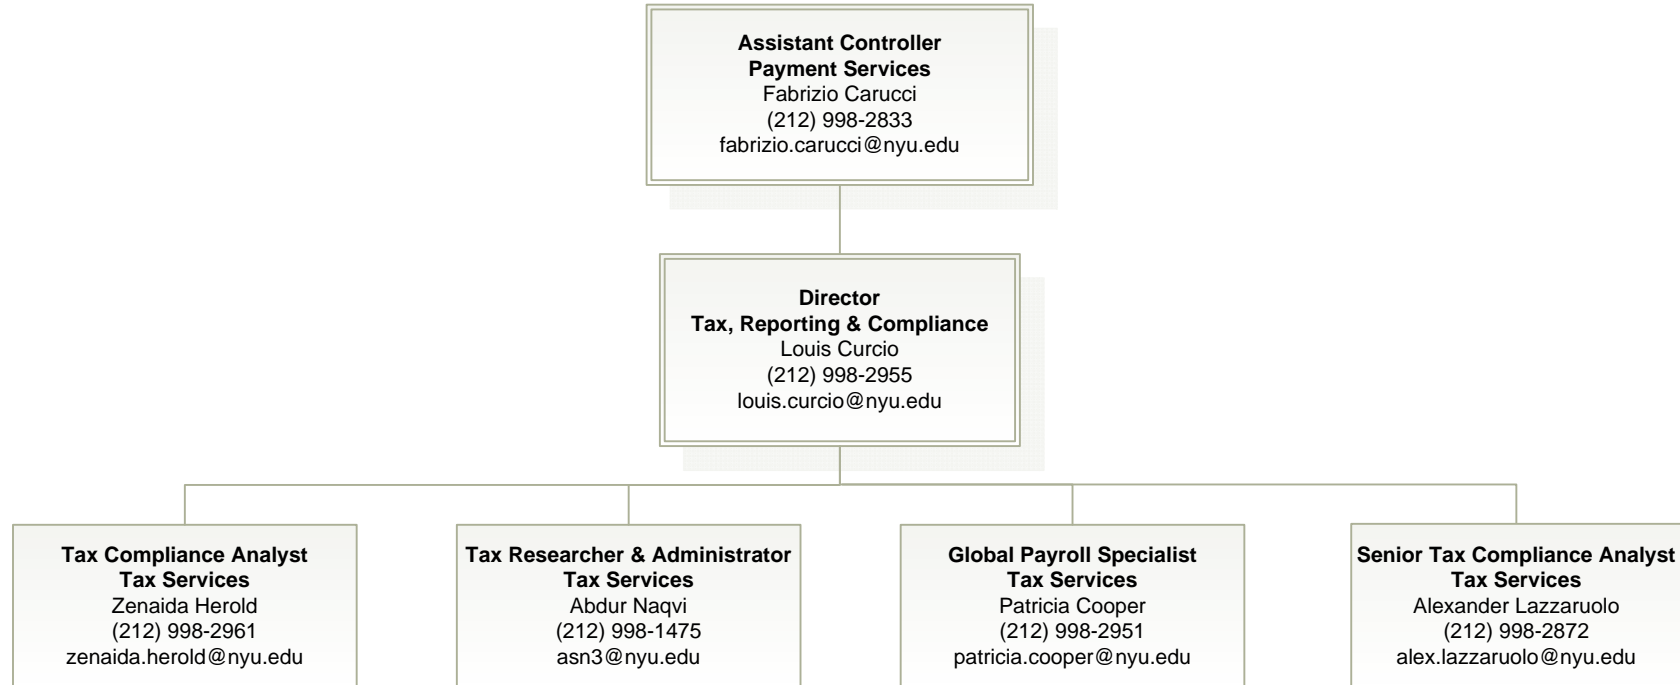 Assistant Controller
Payment Services
Fabrizio Carucci
(212) 998-2833
fabrizio.carucci@nyu.edu
Director
Tax, Reporting & Compliance
Louis Curcio
(212) 998-2955
louis.curcio@nyu.edu
Tax Compliance Analyst
Tax Services
Zenaida Herold
(212) 998-2961
zenaida.herold@nyu.edu
Tax Researcher & Administrator
Tax Services
Abdur Naqvi
(212) 998-1475
asn3@nyu.edu
Global Payroll Specialist
Tax Services
Patricia Cooper
(212) 998-2951
patricia.cooper@nyu.edu
Senior Tax Compliance Analyst
Tax Services
Alexander Lazzaruolo
(212) 998-2872
alex.lazzaruolo@nyu.edu